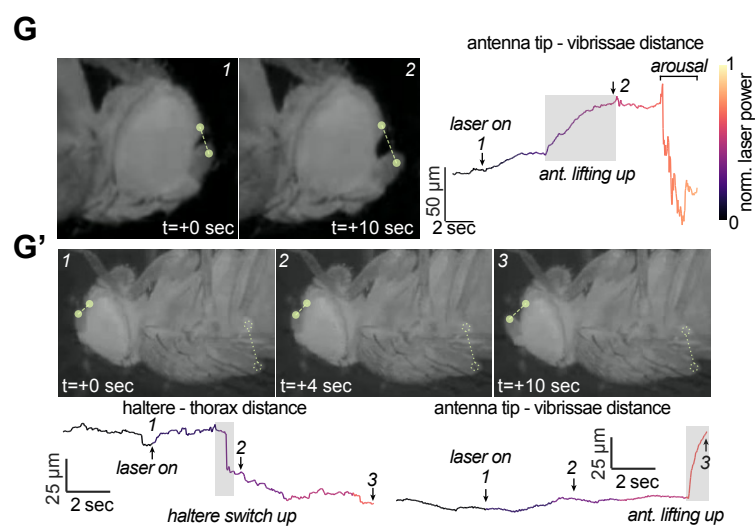 G
1
t=+0 sec
2
t=+10 sec
antenna tip - vibrissae distance
arousal
2
laser on
1
ant. lifting up
50 µm
2 sec
1
0
norm. laser power
G’
1
t=+0 sec
2
t=+4 sec
3
t=+10 sec
haltere - thorax distance
1
laser on
2
3
25 µm
2 sec
haltere switch up
antenna tip - vibrissae distance
laser on
1
2
25 µm
2 sec
3
ant. lifting up